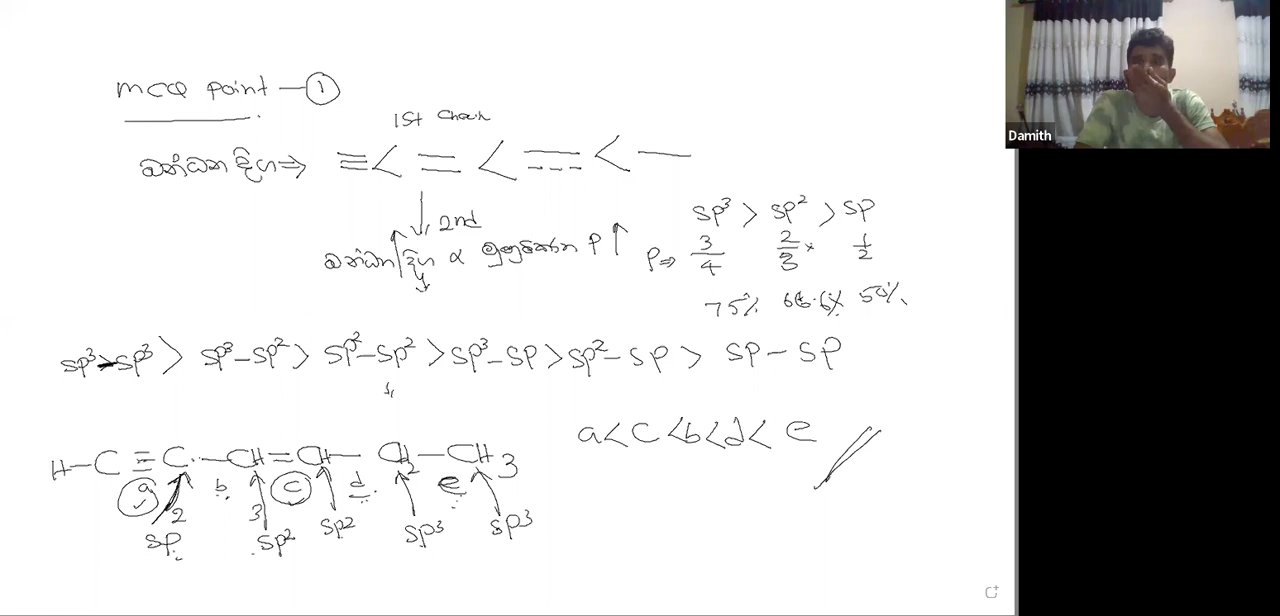 MCQ point — ①
1st check
බන්ධන දිග ⇒ ≡ < = < === < —
2nd
sp³ > sp² > sp
බන්ධන දිග ∝ P ↑
P ⇒ 3/4 2/3 × 1/2
75% 66.6% 50%
sp³–sp³ > sp³–sp² > sp²–sp² > sp³–sp > sp²–sp > sp–sp
a < c < b < d < e
H–C≡C–CH=CH–CH2–CH3
a b c d e
2 3
sp sp² sp² sp³ sp³
Damith